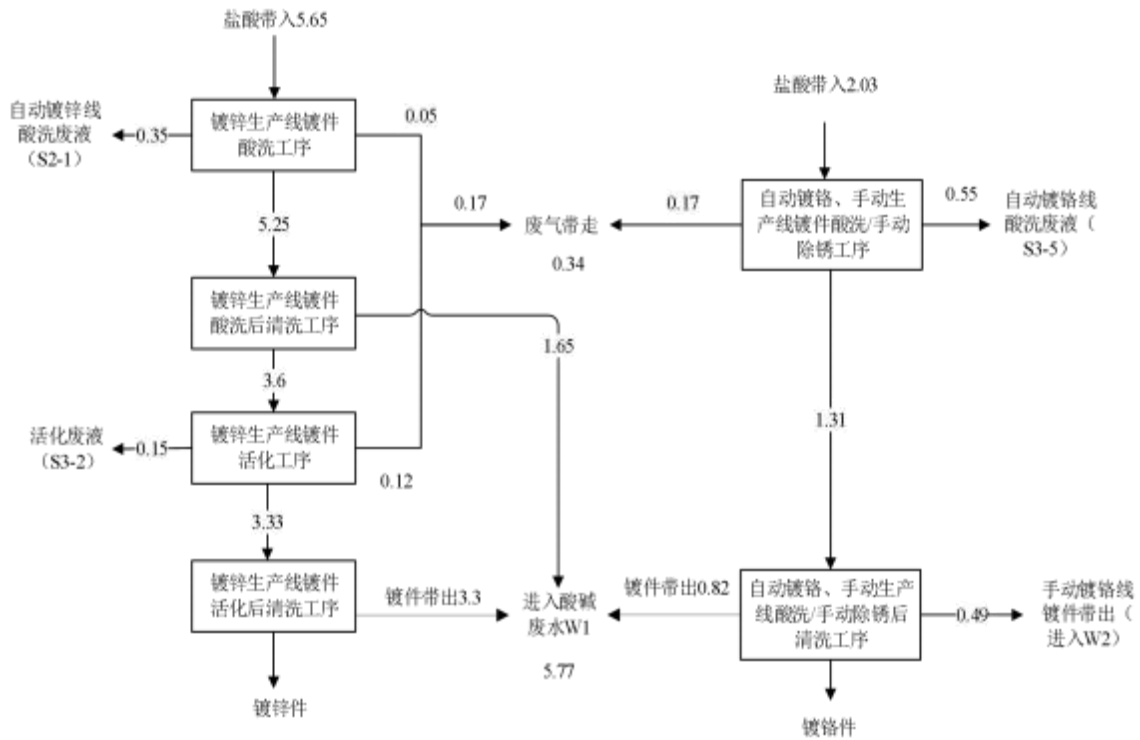 盐酸带入5.65
盐酸带入2.03
自动镀锌线
酸洗废液
（S2-1）
0.35
镀锌生产线镀件
酸洗工序
0.05
5.25
0.17
废气带走
0.34
0.17
自动镀铬、手动生
产线镀件酸洗/手动
除锈工序
0.55
自动镀铬线
酸洗废液（
S3-5）
镀锌生产线镀件
酸洗后清洗工序
1.65
3.6
活化废液
（S3-2）
0.15
镀锌生产线镀件
活化工序
0.12
1.31
3.33
镀锌生产线镀件
活化后清洗工序
镀件带出3.3
进入酸碱
废水W1
5.77
镀件带出0.82
自动镀铬、手动生产
线酸洗/手动除锈后
清洗工序
0.49
手动镀铬线
镀件带出（
进入W2）
镀锌件
镀铬件